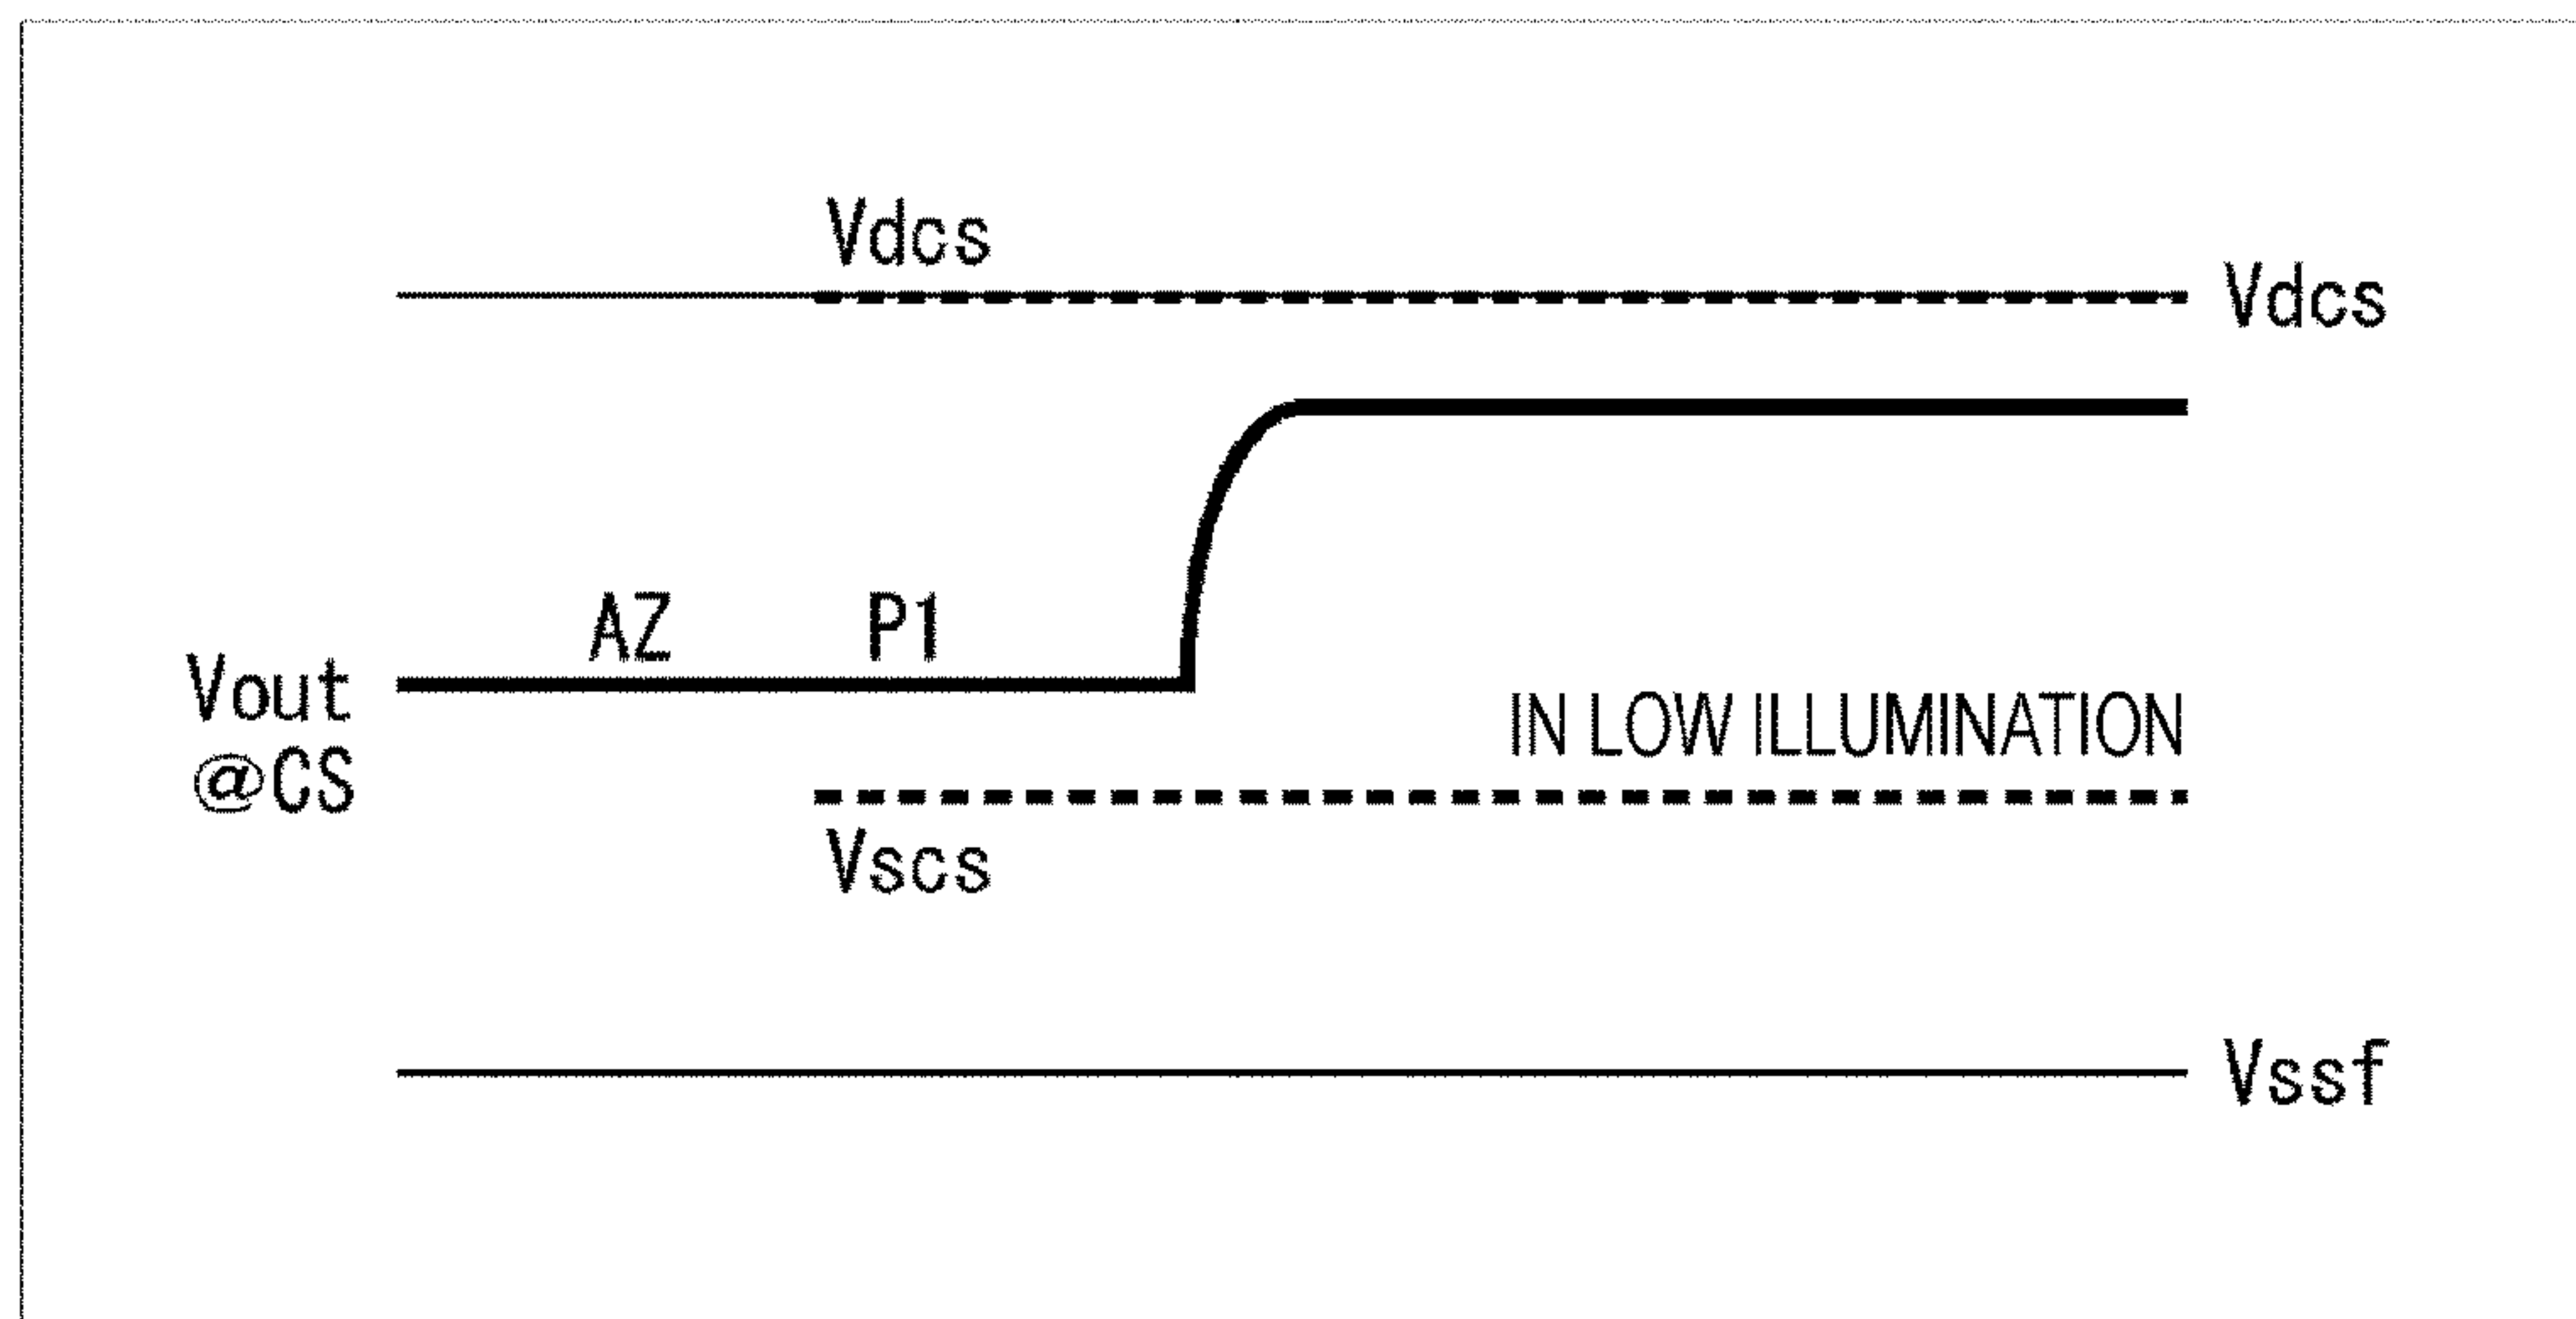 Vdcs
Vdcs
AZ P1
Vout
@CS
IN LOW ILLUMINATION
Vscs
Vssf